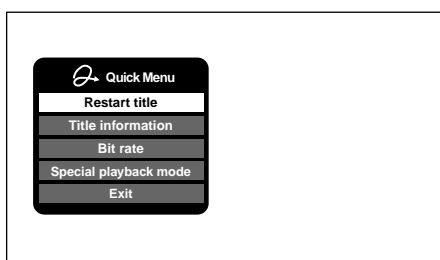 Quick Menu
Restart title
Title information
Bit rate
Special playback mode
Exit